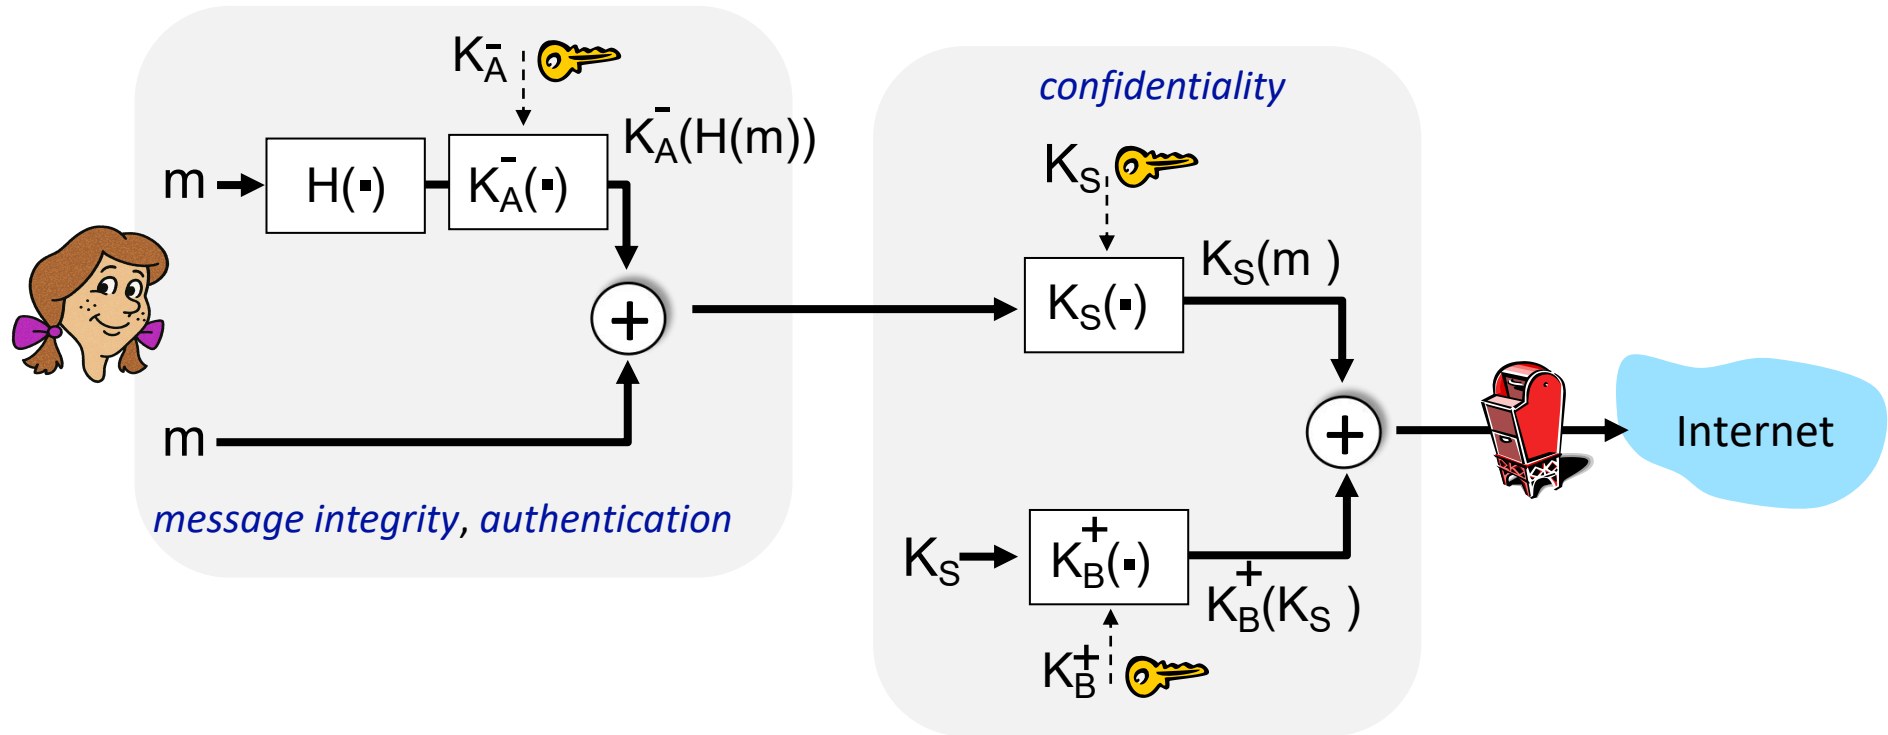 K⁻A
m
H(▪)
K⁻A(▪)
K⁻A(H(m))
+
m
message integrity, authentication
confidentiality
KS
KS(▪)
KS(m )
+
KS
K⁺B(▪)
K⁺B(KS )
K⁺B
Internet